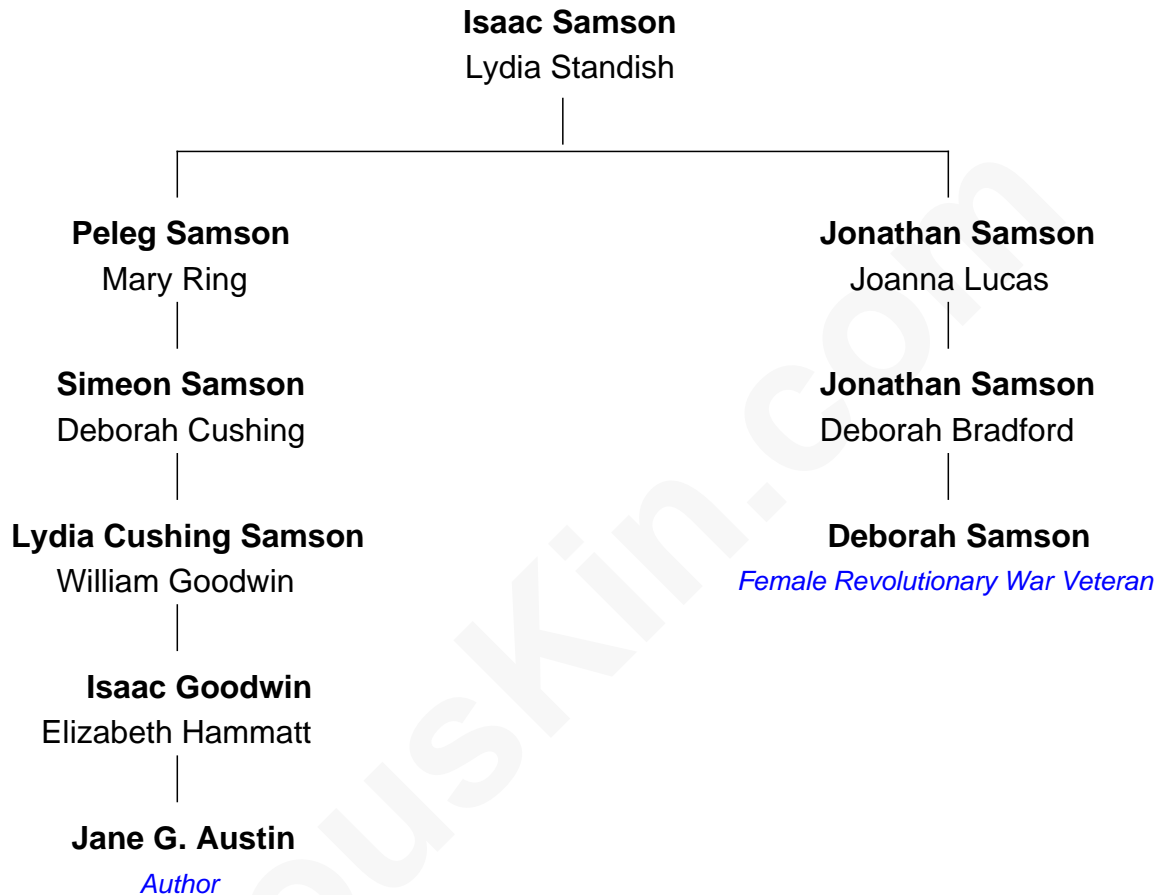 Isaac Samson
Lydia Standish
Peleg Samson
Mary Ring
Jonathan Samson
Joanna Lucas
Simeon Samson
Deborah Cushing
Jonathan Samson
Deborah Bradford
Lydia Cushing Samson
William Goodwin
Deborah Samson
Female Revolutionary War Veteran
Isaac Goodwin
Elizabeth Hammatt
Jane G. Austin
Author
ousKin.com